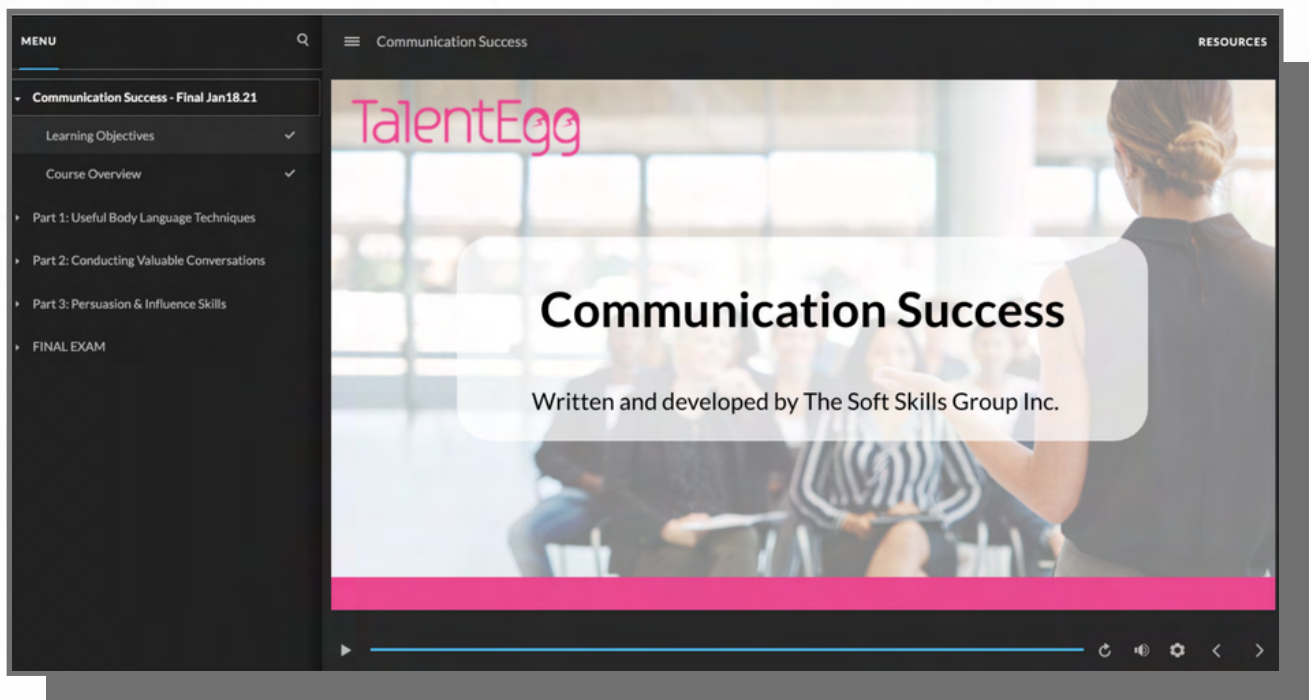 MENU
Communication Success
RESOURCES
Communication Success - Final Jan18.21
Learning Objectives
Course Overview
Part 1: Useful Body Language Techniques
Part 2: Conducting Valuable Conversations
Part 3: Persuasion & Influence Skills
FINAL EXAM
TalentEgg
Communication Success
Written and developed by The Soft Skills Group Inc.